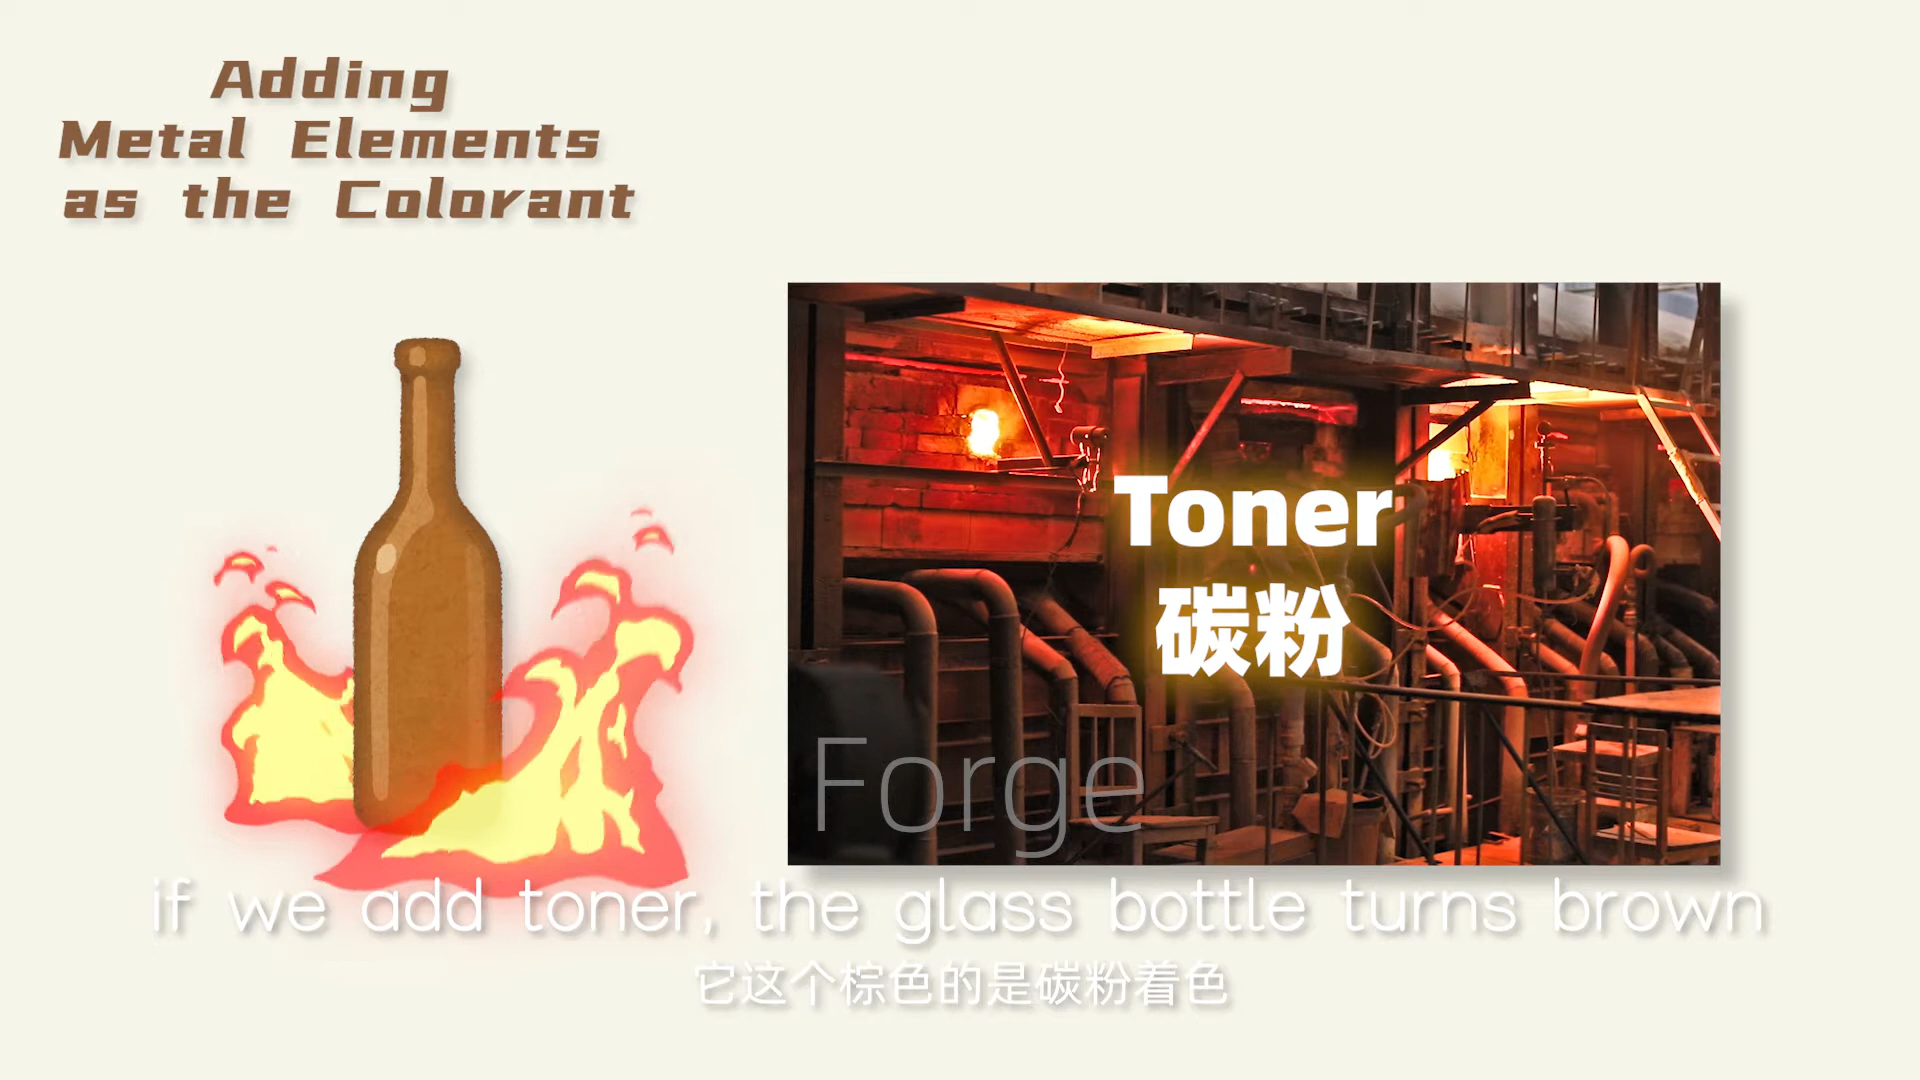 Adding
Metal Elements
as the Colorant
Toner
碳粉
Forge
if we add toner, the glass bottle turns brown
它这个棕色的是碳粉着色